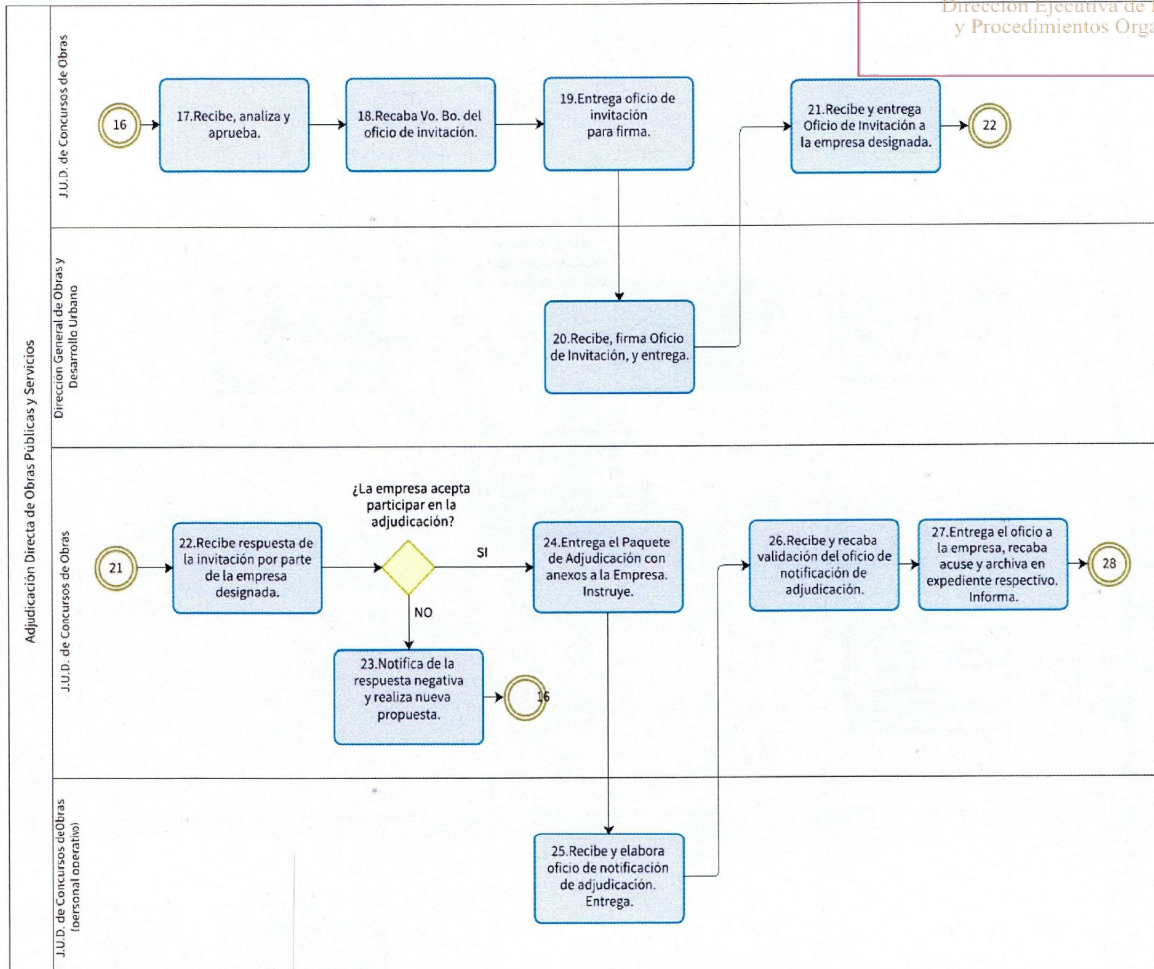 Dirección Ejecutiva de
y Procedimientos Orga
Adjudicación Directa de Obras Públicas y Servicios
J.U.D. de Concursos de Obras
16
17.Recibe, analiza y
aprueba.
18.Recaba Vo. Bo. del
oficio de invitación.
19.Entrega oficio de
invitación
para firma.
21.Recibe y entrega
Oficio de Invitación a
la empresa designada.
22
Dirección General de Obras y
Desarrollo Urbano
20.Recibe, firma Oficio
de Invitación, y entrega.
J.U.D. de Concursos de Obras
21
22.Recibe respuesta de
la invitación por parte
de la empresa
designada.
¿La empresa acepta
participar en la
adjudicación?
SI
NO
23.Notifica de la
respuesta negativa
y realiza nueva
propuesta.
16
24.Entrega el Paquete
de Adjudicación con
anexos a la Empresa.
Instruye.
26.Recibe y recaba
validación del oficio de
notificación de
adjudicación.
27.Entrega el oficio a
la empresa, recaba
acuse y archiva en
expediente respectivo.
Informa.
28
J.U.D. de Concursos deObras
(personal operativo)
25.Recibe y elabora
oficio de notificación
de adjudicación.
Entrega.